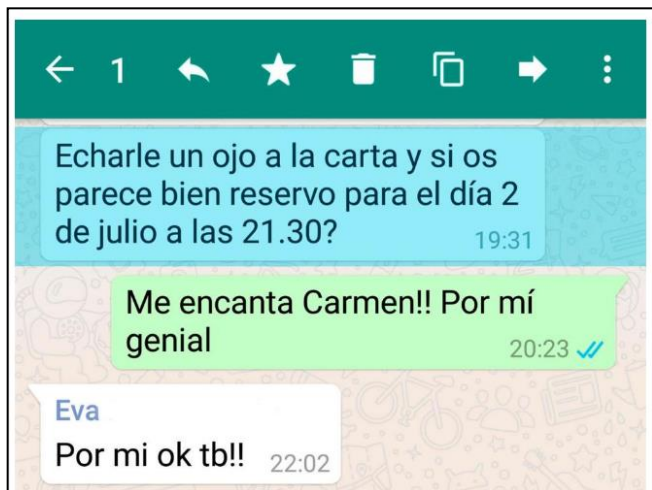 1
Echarle un ojo a la carta y si os
parece bien reservo para el día 2
de julio a las 21.30?
19:31
Me encanta Carmen!! Por mí
genial
20:23
Eva
Por mi ok tb!! 22:02